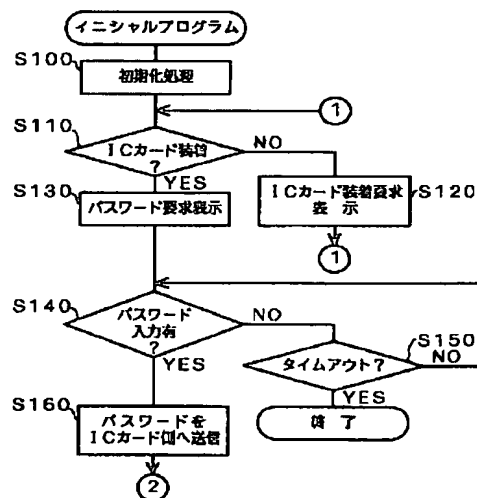 イニシャルプログラム
S100
初期化処理
1
S110
ICカード装着
?
NO
YES
S130
パスワード要求表示
S120
ICカード装着要求
表 示
1
S140
パスワード
入力有
?
NO
YES
S150
タイムアウト?
NO
YES
終 了
S160
パスワードを
ICカード側へ送信
2